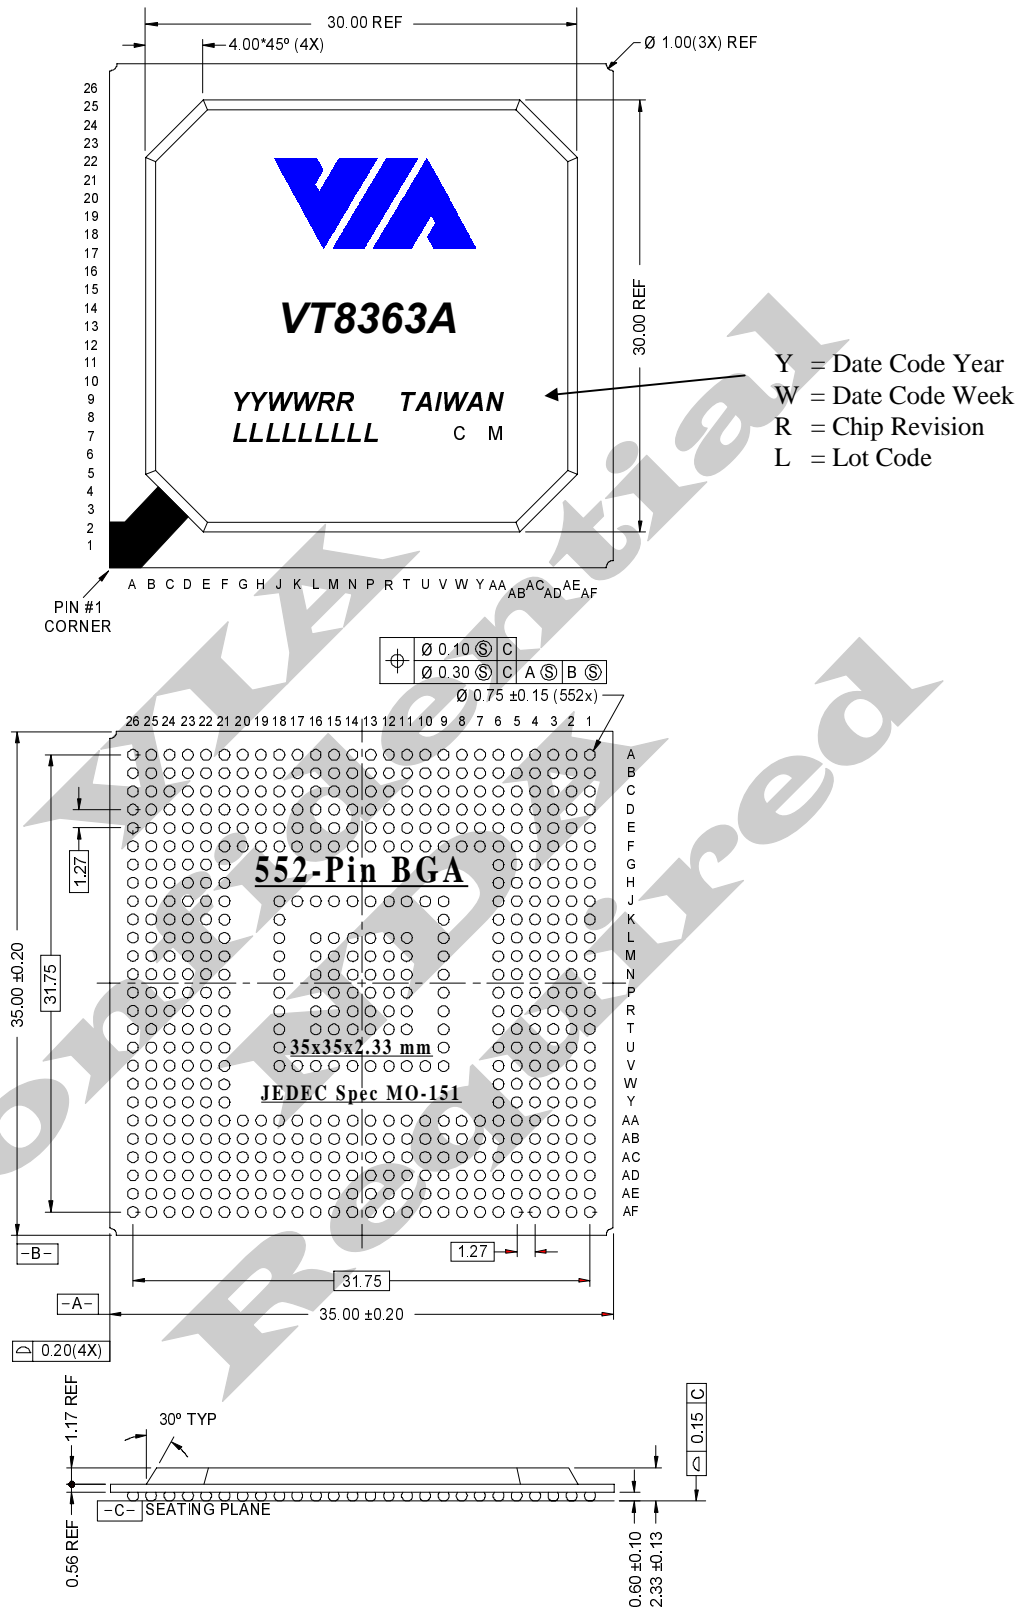 30.00 REF
4.00*45º (4X)
Ø 1.00(3X) REF
26
25
24
23
22
21
20
19
18
17
16
15
14
13
12
11
10
9
8
7
6
5
4
3
2
1
VIA
VT8363A
YYWWRR TAIWAN
LLLLLLLLL C M
30.00 REF
Y = Date Code Year
W = Date Code Week
R = Chip Revision
L = Lot Code
A B C D E F G H J K L M N P R T U V W Y AA AB AC AD AE AF
PIN #1
CORNER
Ø 0.10 Ⓢ C
Ø 0.30 Ⓢ C A Ⓢ B Ⓢ
Ø 0.75 ±0.15 (552x)
26 25 24 23 22 21 20 19 18 17 16 15 14 13 12 11 10 9 8 7 6 5 4 3 2 1
A
B
C
D
E
F
G
H
J
K
L
M
N
P
R
T
U
V
W
Y
AA
AB
AC
AD
AE
AF
1.27
31.75
35.00 ±0.20
552-Pin BGA
35x35x2.33 mm
JEDEC Spec MO-151
-B-
1.27
31.75
-A-
35.00 ±0.20
0.20(4X)
1.17 REF
30º TYP
0.15 C
-C- SEATING PLANE
0.56 REF
0.60 ±0.10
2.33 ±0.13
VIA
Confidential
NDA
Required